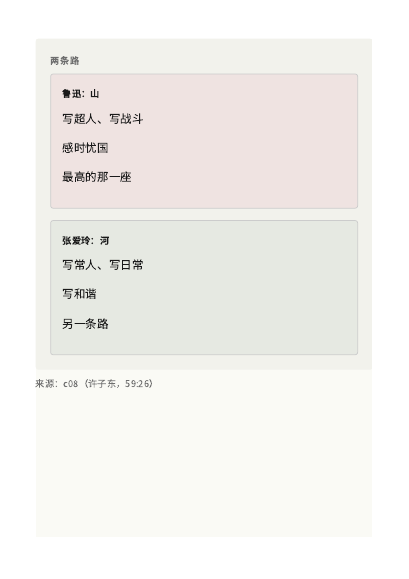 两条路
鲁迅：山
写超人、写战斗
感时忧国
最高的那一座
张爱玲：河
写常人、写日常
写和谐
另一条路
来源：c08（许子东，59:26）